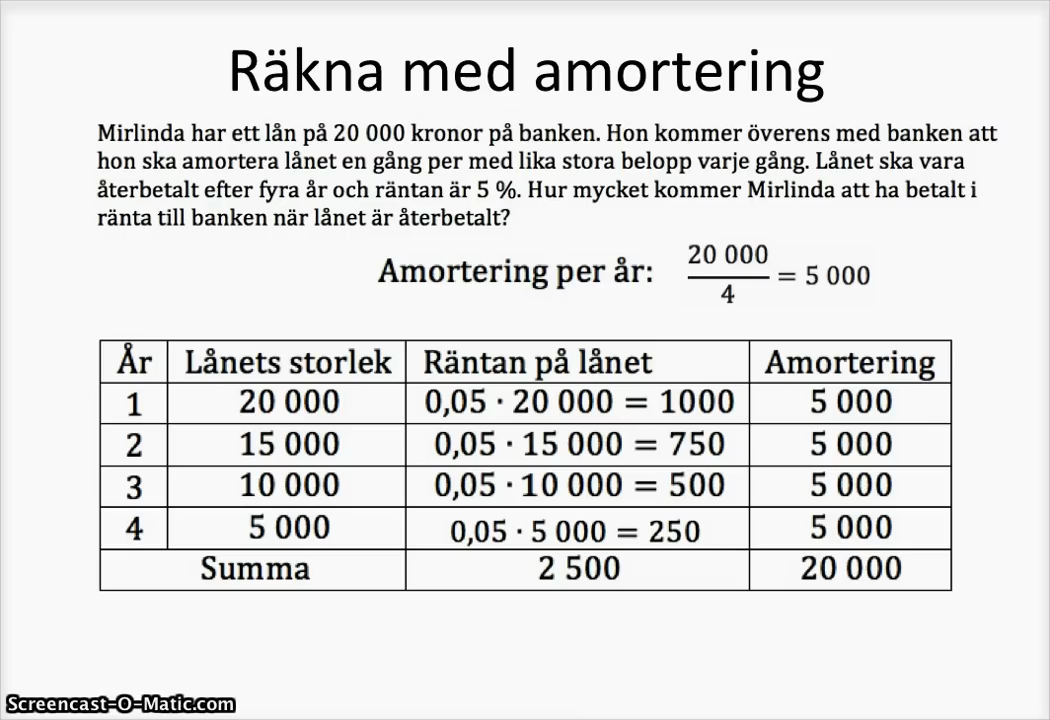 Räkna med amortering
Mirlinda har ett lån på 20 000 kronor på banken. Hon kommer överens med banken att
hon ska amortera lånet en gång per med lika stora belopp varje gång. Lånet ska vara
återbetalt efter fyra år och räntan är 5 %. Hur mycket kommer Mirlinda att ha betalt i
ränta till banken när lånet är återbetalt?
Amortering per år: 20 000 / 4 = 5 000
År Lånets storlek Räntan på lånet Amortering
1 20 000 0,05 · 20 000 = 1000 5 000
2 15 000 0,05 · 15 000 = 750 5 000
3 10 000 0,05 · 10 000 = 500 5 000
4 5 000 0,05 · 5 000 = 250 5 000
Summa 2 500 20 000
Screencast-O-Matic.com